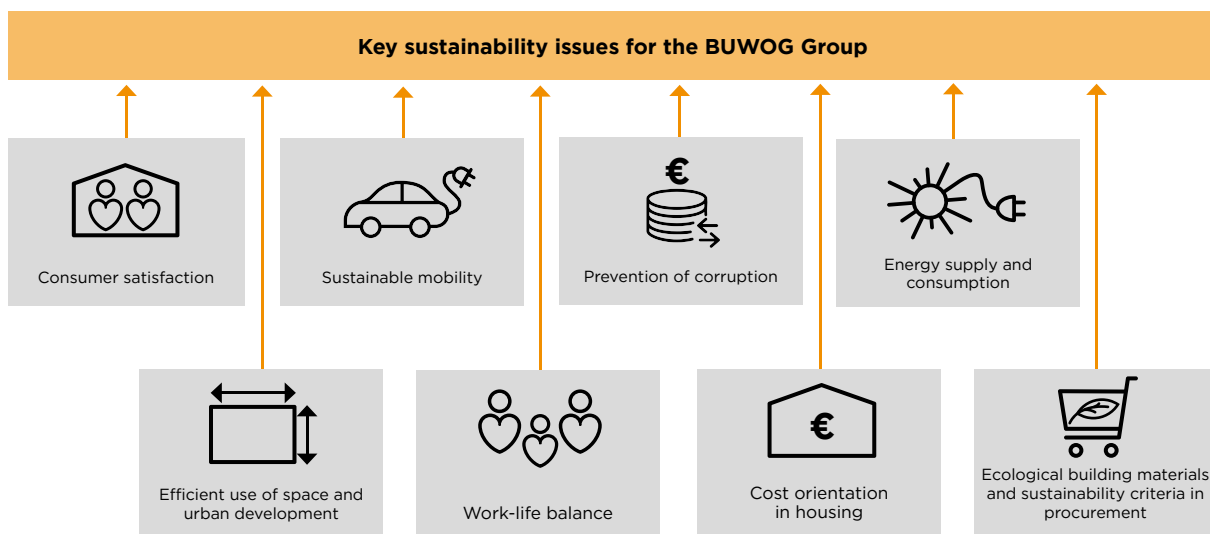 Key sustainability issues for the BUWOG Group
€
Consumer satisfaction
Sustainable mobility
Prevention of corruption
Energy supply and
consumption
€
Efficient use of space and
urban development
Work-life balance
Cost orientation
in housing
Ecological building materials
and sustainability criteria in
procurement